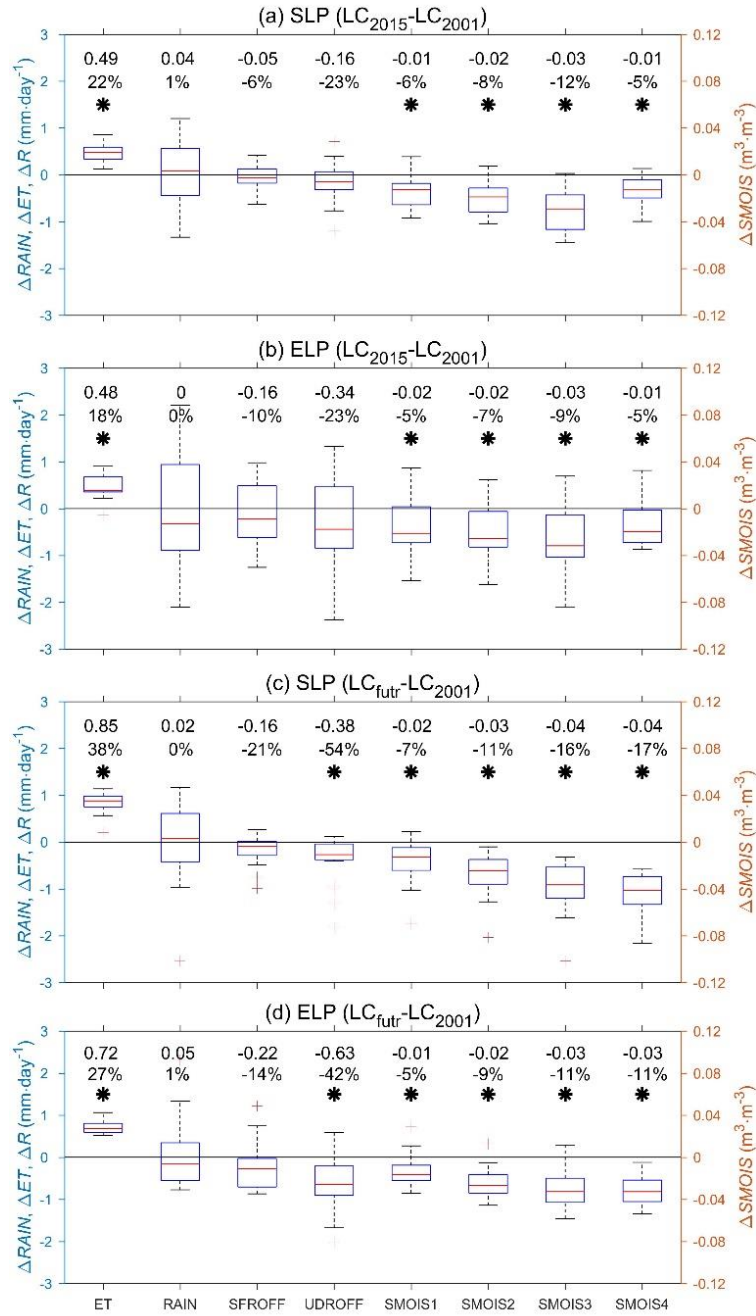 (a) SLP (LC2015-LC2001)
3 0.12
0.49 0.04 -0.05 -0.16 -0.01 -0.02 -0.03 -0.01
2 0.08
22% 1% -6% -23% -6% -8% -12% -5%
* * * * *
1 0.04
0 0
-1 -0.04
-2 -0.08
-3 -0.12
ΔRAIN, ΔET, ΔR (mm·day-1)
ΔSMOIS (m3·m-3)
(b) ELP (LC2015-LC2001)
3 0.12
0.48 0 -0.16 -0.34 -0.02 -0.02 -0.03 -0.01
2 0.08
18% 0% -10% -23% -5% -7% -9% -5%
* * * * *
1 0.04
0 0
-1 -0.04
-2 -0.08
-3 -0.12
ΔRAIN, ΔET, ΔR (mm·day-1)
ΔSMOIS (m3·m-3)
(c) SLP (LCfutr-LC2001)
3 0.12
0.85 0.02 -0.16 -0.38 -0.02 -0.03 -0.04 -0.04
2 0.08
38% 0% -21% -54% -7% -11% -16% -17%
* * * * * *
1 0.04
0 0
-1 -0.04
-2 -0.08
-3 -0.12
ΔRAIN, ΔET, ΔR (mm·day-1)
ΔSMOIS (m3·m-3)
(d) ELP (LCfutr-LC2001)
3 0.12
0.72 0.05 -0.22 -0.63 -0.01 -0.02 -0.03 -0.03
2 0.08
27% 1% -14% -42% -5% -9% -11% -11%
* * * * * *
1 0.04
0 0
-1 -0.04
-2 -0.08
-3 -0.12
ΔRAIN, ΔET, ΔR (mm·day-1)
ΔSMOIS (m3·m-3)
ET RAIN SFROFF UDROFF SMOIS1 SMOIS2 SMOIS3 SMOIS4